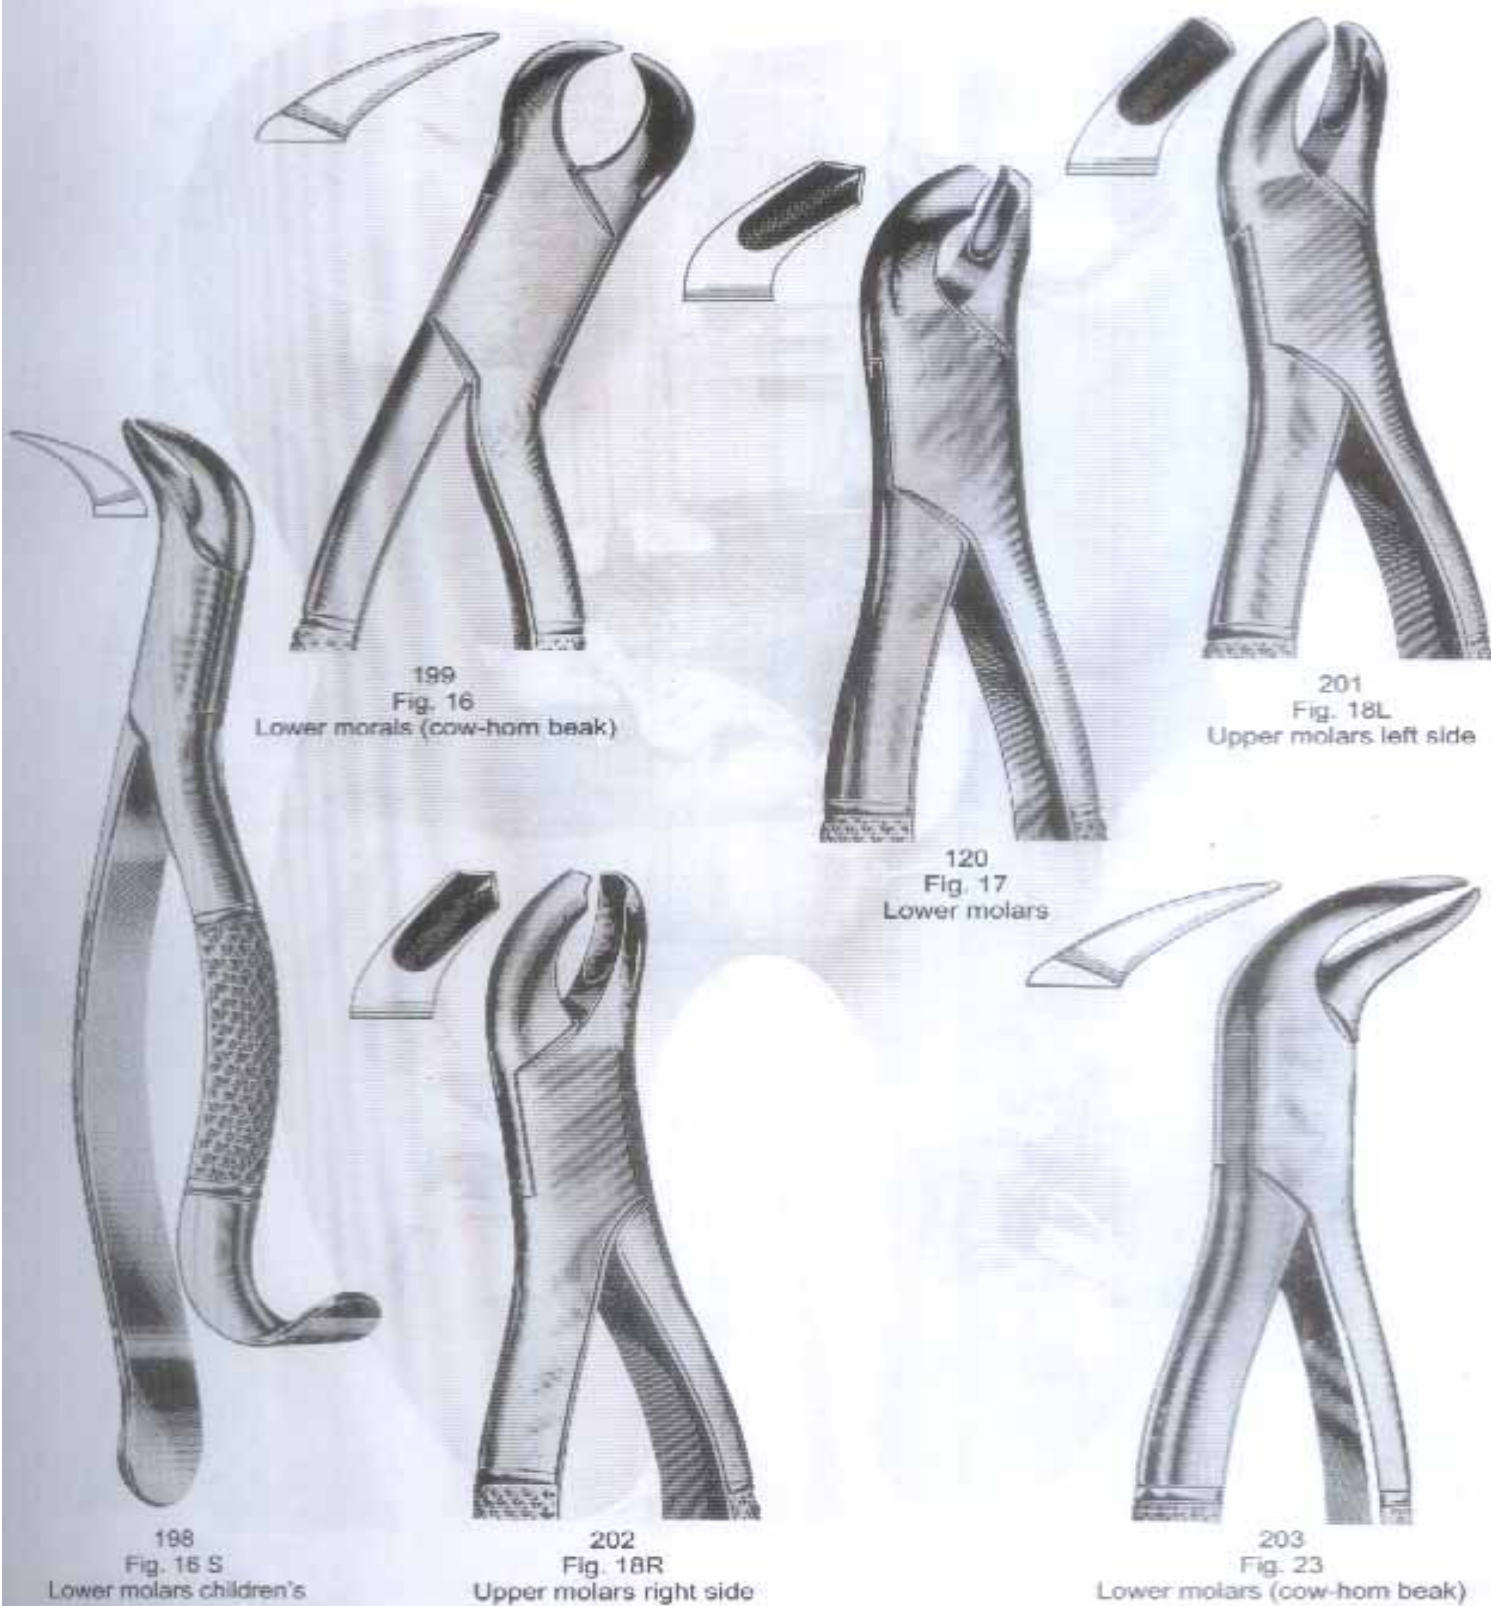 199
Fig. 16
Lower morals (cow-hom beak)
201
Fig. 18L
Upper molars left side
120
Fig. 17
Lower molars
198
Fig. 16 S
Lower molars children's
202
Fig. 18R
Upper molars right side
203
Fig. 23
Lower molars (cow-hom beak)